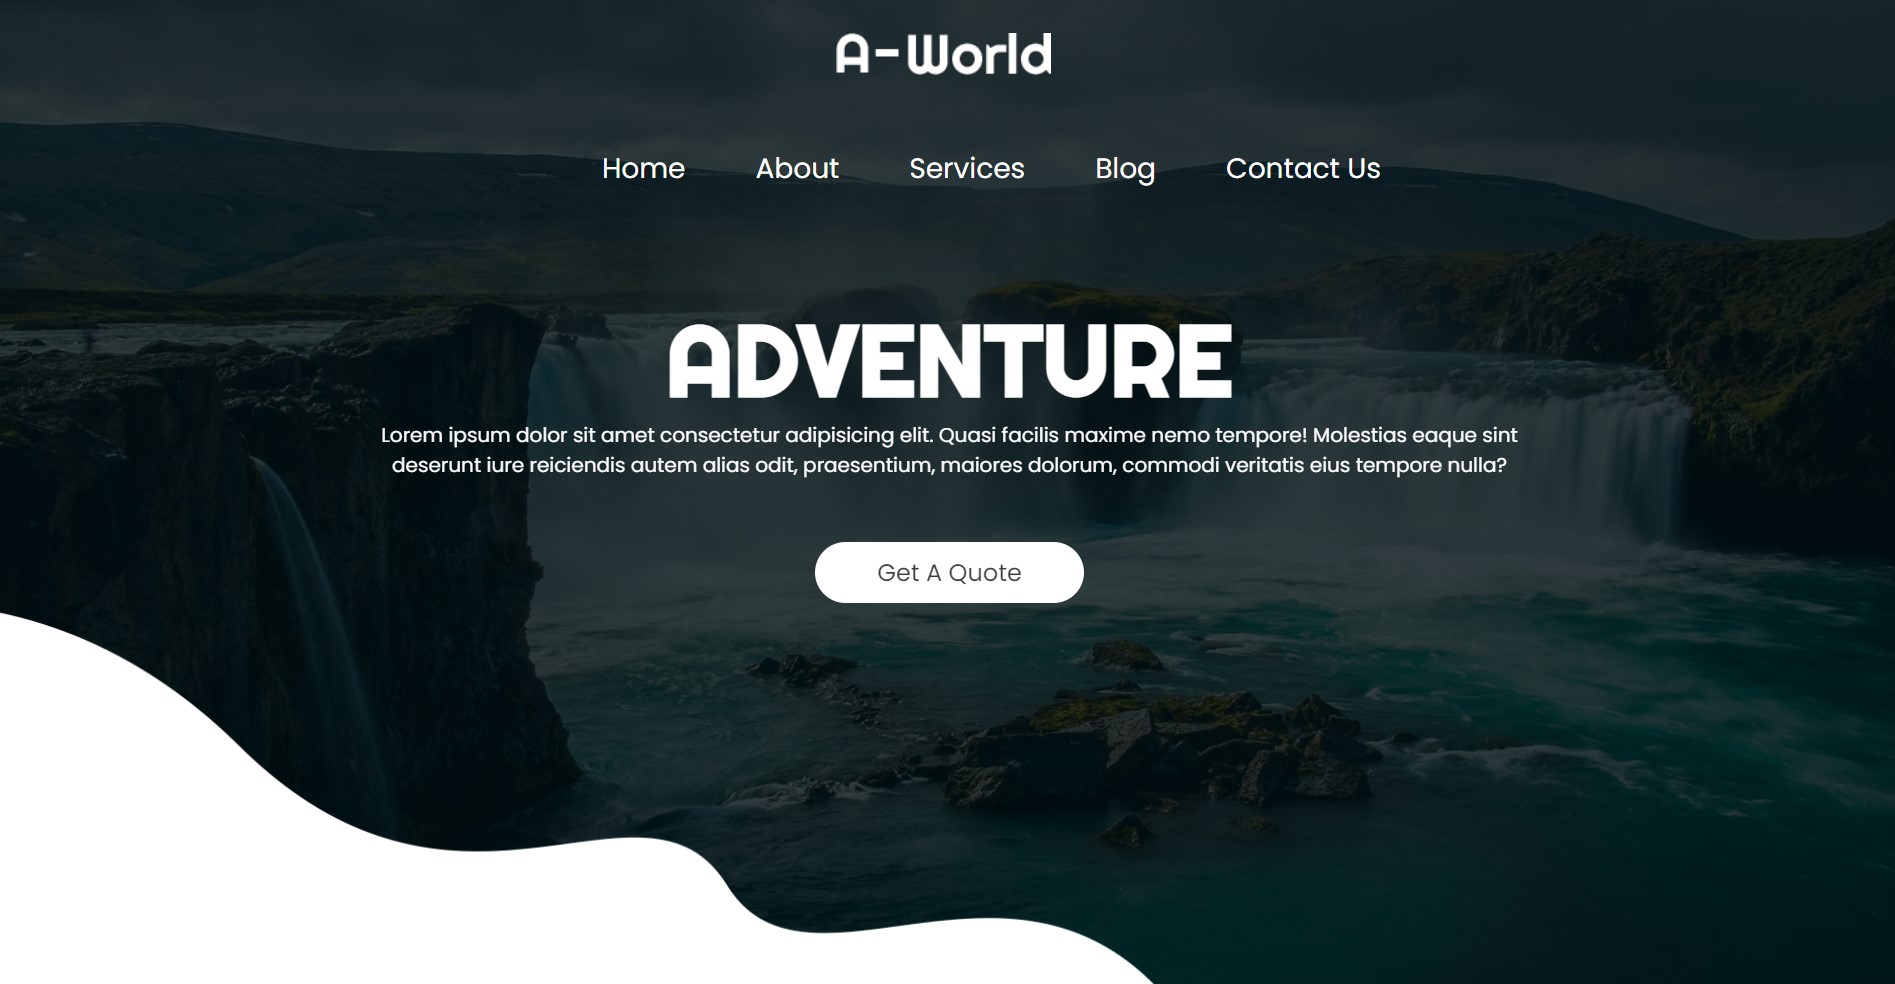 A-World
Home About Services Blog Contact Us
ADVENTURE
Lorem ipsum dolor sit amet consectetur adipisicing elit. Quasi facilis maxime nemo tempore! Molestias eaque sint
deserunt iure reiciendis autem alias odit, praesentium, maiores dolorum, commodi veritatis eius tempore nulla?
Get A Quote